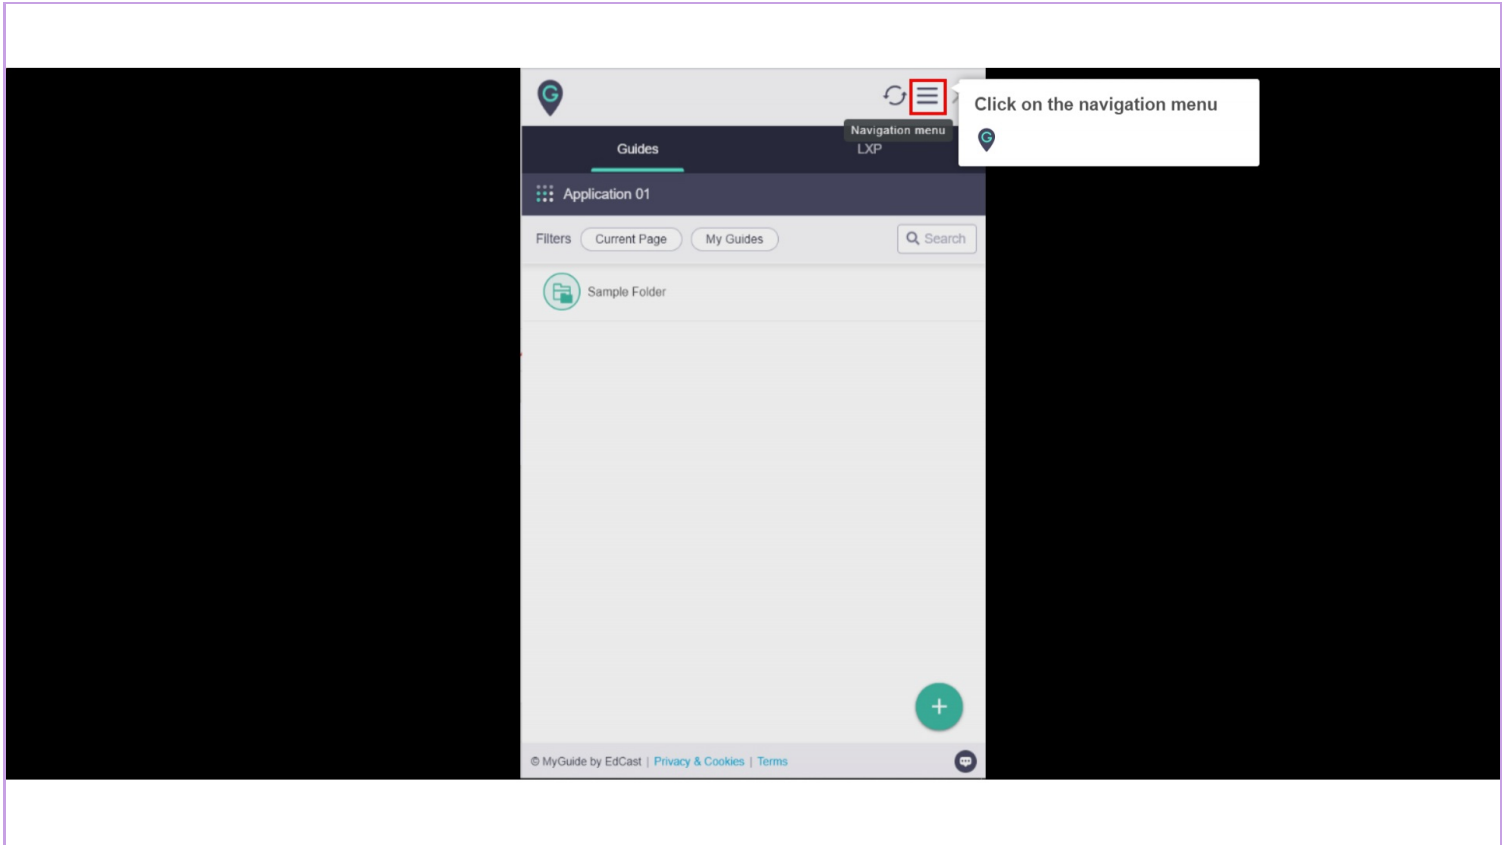 Click on the navigation menu
G
G
Navigation menu
Guides
LXP
Application 01
Filters
Current Page
My Guides
Search
Sample Folder
+
© MyGuide by EdCast | Privacy & Cookies | Terms